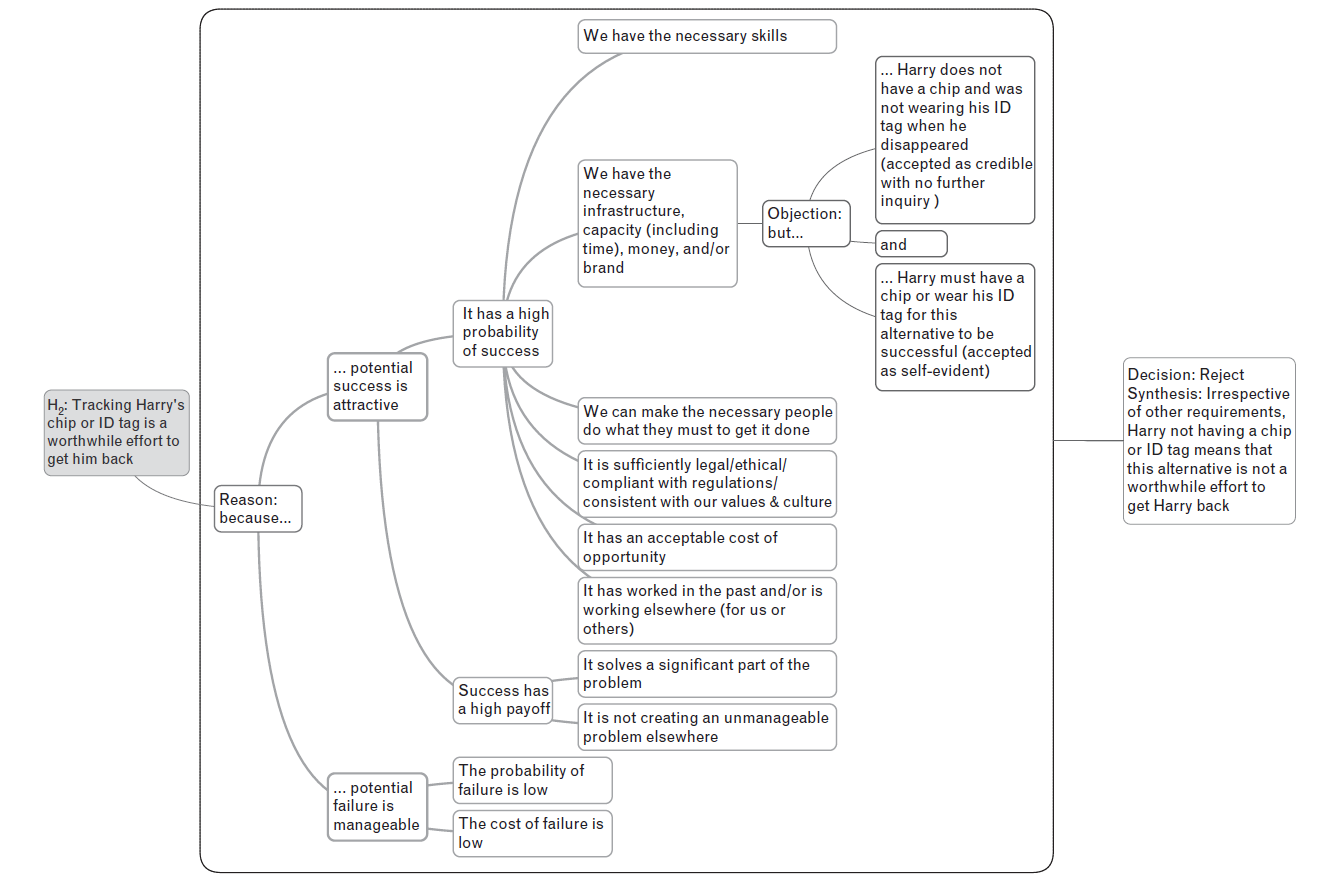 H2: Tracking Harry's
chip or ID tag is a
worthwhile effort to
get him back
Reason:
because...
... potential
success is
attractive
It has a high
probability
of success
We have the necessary skills
We have the
necessary
infrastructure,
capacity (including
time), money, and/or
brand
Objection:
but...
... Harry does not
have a chip and was
not wearing his ID
tag when he
disappeared
(accepted as credible
with no further
inquiry )
and
... Harry must have a
chip or wear his ID
tag for this
alternative to be
successful (accepted
as self-evident)
We can make the necessary people
do what they must to get it done
It is sufficiently legal/ethical/
compliant with regulations/
consistent with our values & culture
It has an acceptable cost of
opportunity
It has worked in the past and/or is
working elsewhere (for us or
others)
Success has
a high payoff
It solves a significant part of the
problem
It is not creating an unmanageable
problem elsewhere
... potential
failure is
manageable
The probability of
failure is low
The cost of failure is
low
Decision: Reject
Synthesis: Irrespective
of other requirements,
Harry not having a chip
or ID tag means that
this alternative is not a
worthwhile effort to
get Harry back